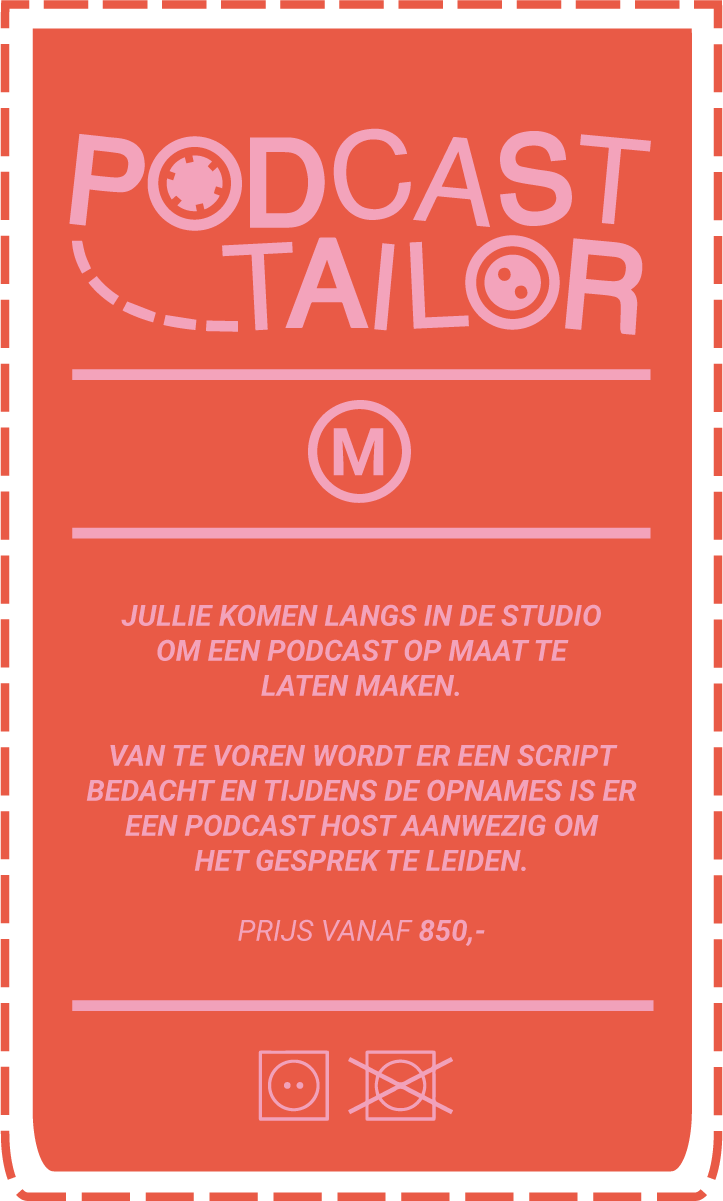 PODCAST
TAILOR
M
JULLIE KOMEN LANGS IN DE STUDIO
OM EEN PODCAST OP MAAT TE
LATEN MAKEN.
VAN TE VOREN WORDT ER EEN SCRIPT
BEDACHT EN TIJDENS DE OPNAMES IS ER
EEN PODCAST HOST AANWEZIG OM
HET GESPREK TE LEIDEN.
PRIJS VANAF 850,-